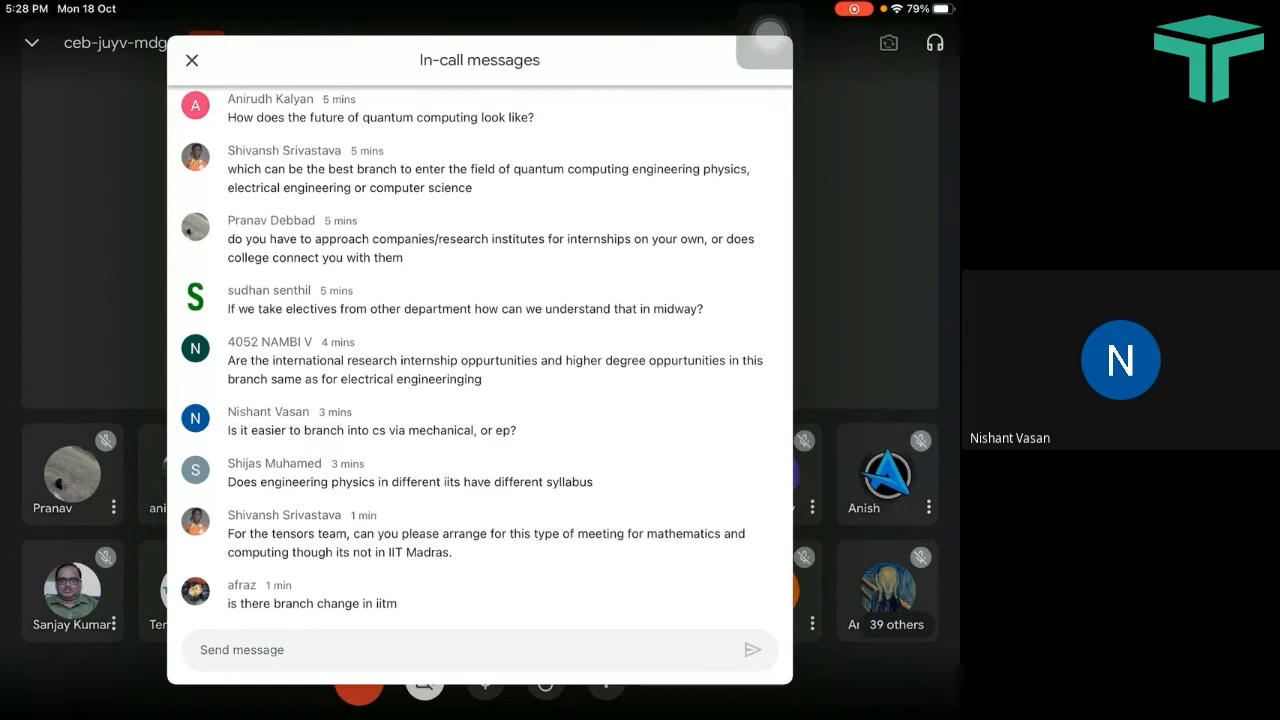 5:28 PM Mon 18 Oct
79%
ceb-juyv-mdg
In-call messages
A
Anirudh Kalyan 5 mins
How does the future of quantum computing look like?
Shivansh Srivastava 5 mins
which can be the best branch to enter the field of quantum computing engineering physics,
electrical engineering or computer science
Pranav Debbad 5 mins
do you have to approach companies/research institutes for internships on your own, or does
college connect you with them
S
sudhan senthil 5 mins
If we take electives from other department how can we understand that in midway?
N
4052 NAMBI V 4 mins
Are the international research internship oppurtunities and higher degree oppurtunities in this
branch same as for electrical engineeringing
N
Nishant Vasan 3 mins
Is it easier to branch into cs via mechanical, or ep?
S
Shijas Muhamed 3 mins
Does engineering physics in different iits have different syllabus
Shivansh Srivastava 1 min
For the tensors team, can you please arrange for this type of meeting for mathematics and
computing though its not in IIT Madras.
afraz 1 min
is there branch change in iitm
Send message
Pranav
ani
Anish
Sanjay Kumar
Ter
39 others
N
Nishant Vasan